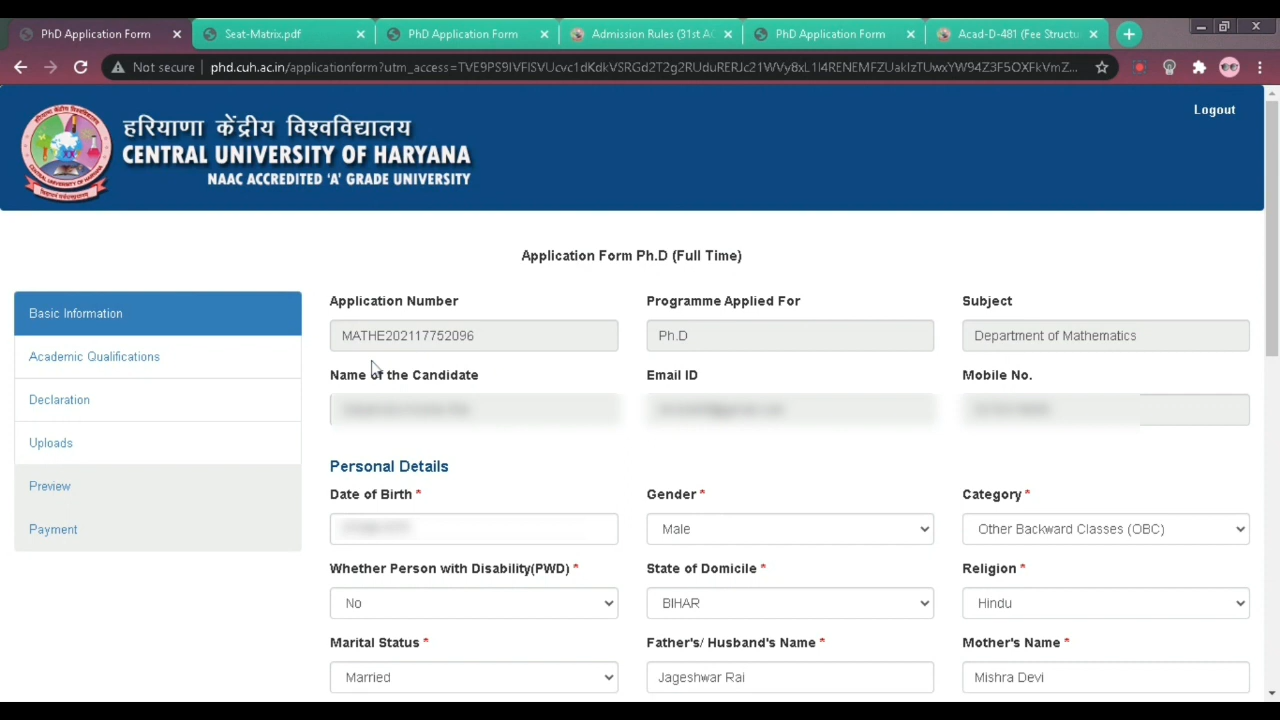 PhD Application Form
Seat-Matrix.pdf
PhD Application Form
Admission Rules (31st A
PhD Application Form
Acad-D-481 (Fee Structu
Not secure phd.cuh.ac.in/applicationform?
Logout
हरियाणा केंद्रीय विश्वविद्यालय
CENTRAL UNIVERSITY OF HARYANA
NAAC ACCREDITED 'A' GRADE UNIVERSITY
Application Form Ph.D (Full Time)
Basic Information
Academic Qualifications
Declaration
Uploads
Preview
Payment
Application Number Programme Applied For Subject
MATHE202117752096 Ph.D Department of Mathematics
Name of the Candidate Email ID Mobile No.
Personal Details
Date of Birth * Gender * Category *
Male Other Backward Classes (OBC)
Whether Person with Disability(PWD) * State of Domicile * Religion *
No BIHAR Hindu
Marital Status * Father's/ Husband's Name * Mother's Name *
Married Jageshwar Rai Mishra Devi